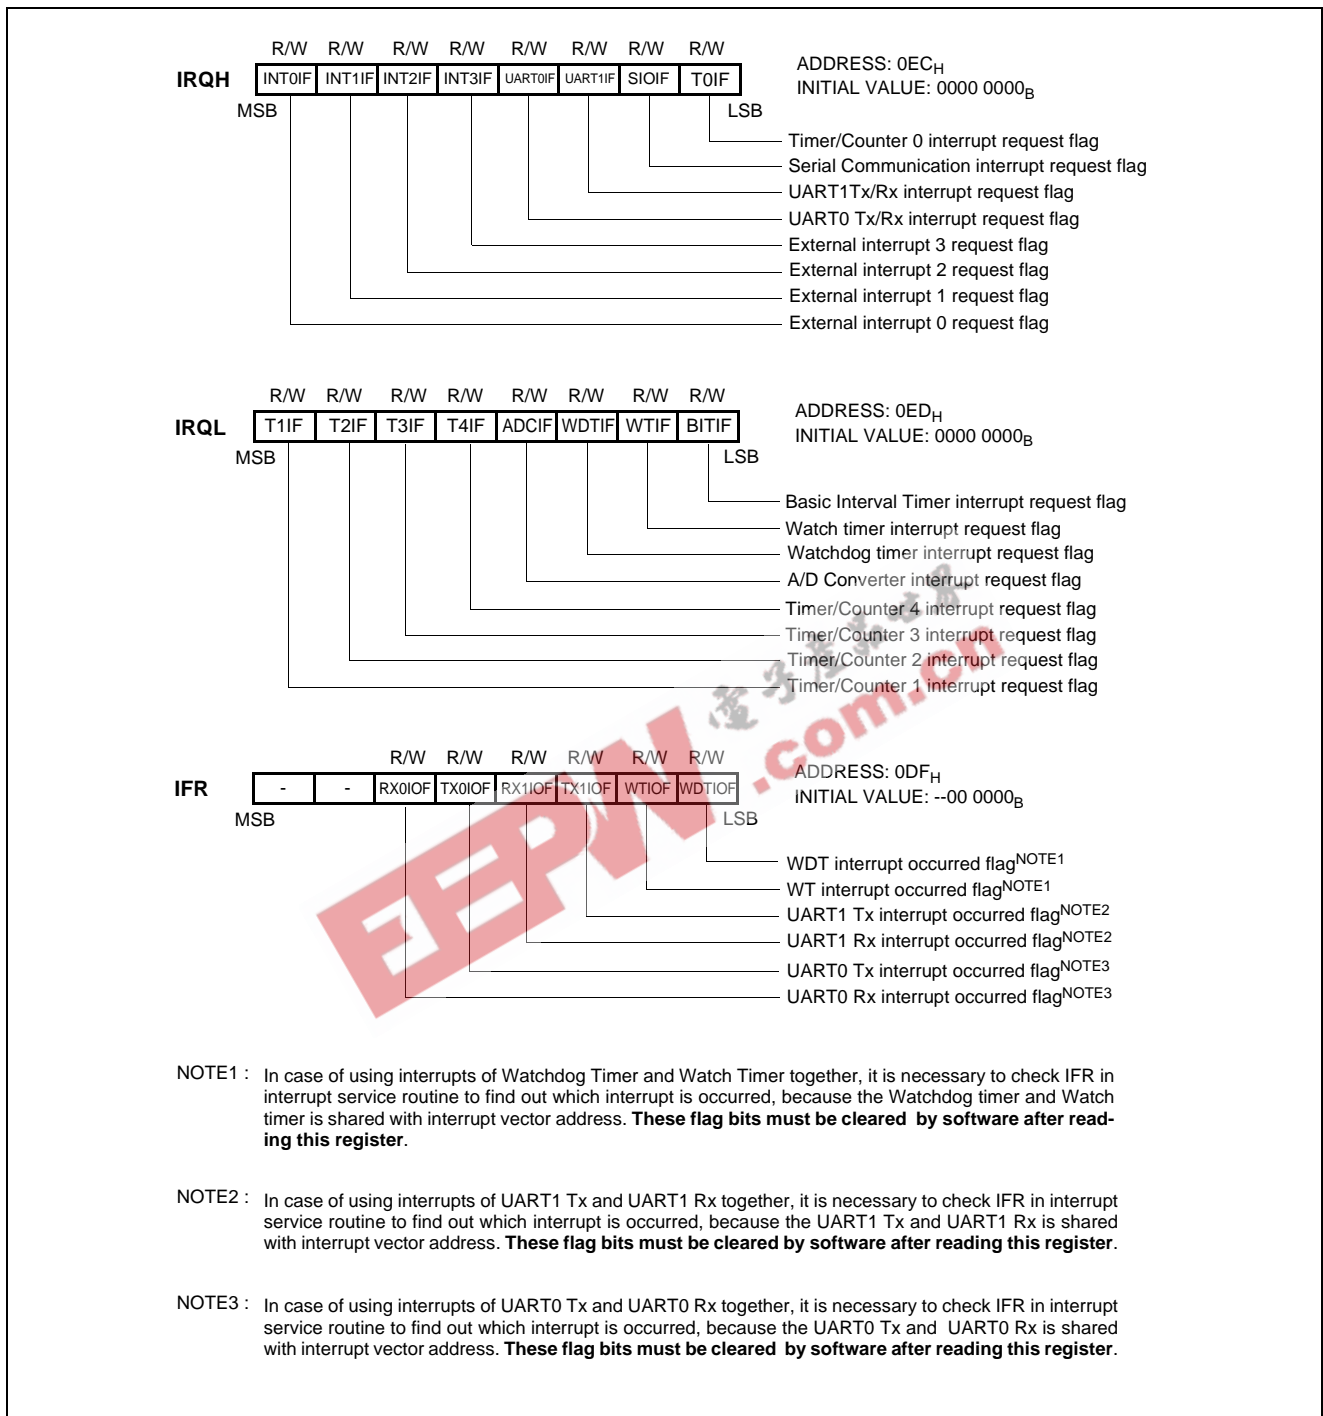 R/W R/W R/W R/W R/W R/W R/W R/W
IRQH INT0IF INT1IF INT2IF INT3IF UART0IF UART1IF SIOIF T0IF
ADDRESS: 0ECH
INITIAL VALUE: 0000 0000B
MSB LSB
Timer/Counter 0 interrupt request flag
Serial Communication interrupt request flag
UART1Tx/Rx interrupt request flag
UART0 Tx/Rx interrupt request flag
External interrupt 3 request flag
External interrupt 2 request flag
External interrupt 1 request flag
External interrupt 0 request flag
R/W R/W R/W R/W R/W R/W R/W R/W
IRQL T1IF T2IF T3IF T4IF ADCIF WDTIF WTIF BITIF
ADDRESS: 0EDH
INITIAL VALUE: 0000 0000B
MSB LSB
Basic Interval Timer interrupt request flag
Watch timer interrupt request flag
Watchdog timer interrupt request flag
A/D Converter interrupt request flag
Timer/Counter 4 interrupt request flag
Timer/Counter 3 interrupt request flag
Timer/Counter 2 interrupt request flag
Timer/Counter 1 interrupt request flag
R/W R/W R/W R/W R/W R/W
IFR - - RX0IOF TX0IOF RX1IOF TX1IOF WTIOF WDTIOF
ADDRESS: 0DFH
INITIAL VALUE: --00 0000B
MSB LSB
WDT interrupt occurred flagNOTE1
WT interrupt occurred flagNOTE1
UART1 Tx interrupt occurred flagNOTE2
UART1 Rx interrupt occurred flagNOTE2
UART0 Tx interrupt occurred flagNOTE3
UART0 Rx interrupt occurred flagNOTE3
EEPW .com.cn
電子產品世界
NOTE1 : In case of using interrupts of Watchdog Timer and Watch Timer together, it is necessary to check IFR in
interrupt service routine to find out which interrupt is occurred, because the Watchdog timer and Watch
timer is shared with interrupt vector address. These flag bits must be cleared by software after read-
ing this register.
NOTE2 : In case of using interrupts of UART1 Tx and UART1 Rx together, it is necessary to check IFR in interrupt
service routine to find out which interrupt is occurred, because the UART1 Tx and UART1 Rx is shared
with interrupt vector address. These flag bits must be cleared by software after reading this register.
NOTE3 : In case of using interrupts of UART0 Tx and UART0 Rx together, it is necessary to check IFR in interrupt
service routine to find out which interrupt is occurred, because the UART0 Tx and UART0 Rx is shared
with interrupt vector address. These flag bits must be cleared by software after reading this register.